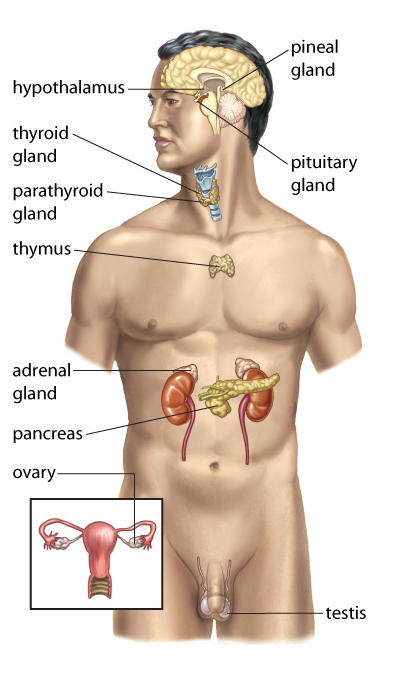 pineal
gland
hypothalamus
thyroid
gland
pituitary
gland
parathyroid
gland
thymus
adrenal
gland
pancreas
ovary
testis